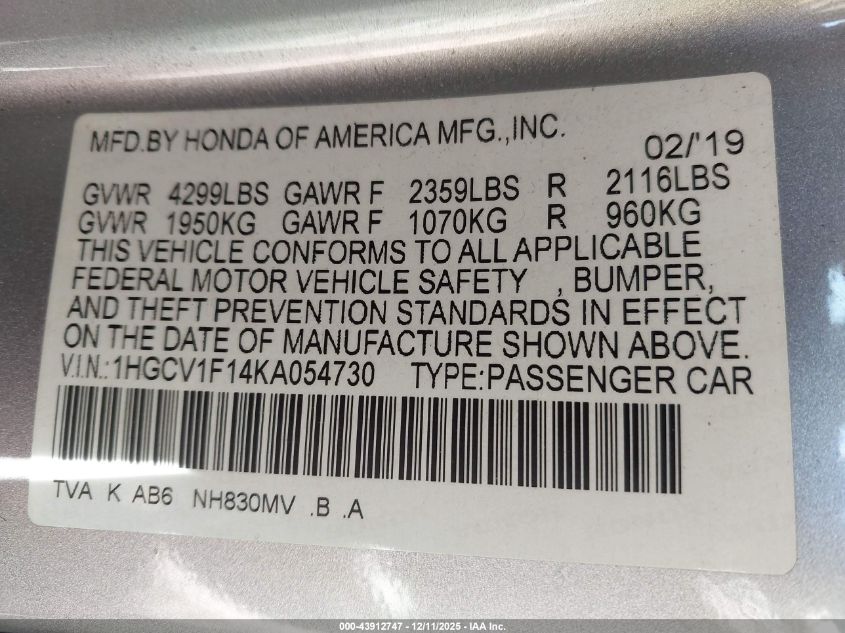 MFD.BY HONDA OF AMERICA MFG.,INC. 02/'19
GVWR 4299LBS GAWR F 2359LBS R 2116LBS
GVWR 1950KG GAWR F 1070KG R 960KG
THIS VEHICLE CONFORMS TO ALL APPLICABLE
FEDERAL MOTOR VEHICLE SAFETY , BUMPER,
AND THEFT PREVENTION STANDARDS IN EFFECT
ON THE DATE OF MANUFACTURE SHOWN ABOVE.
V.I.N.:1HGCV1F14KA054730 TYPE:PASSENGER CAR
TVA K AB6 NH830MV .B .A
000-43912747 - 12/11/2025 - IAA Inc.